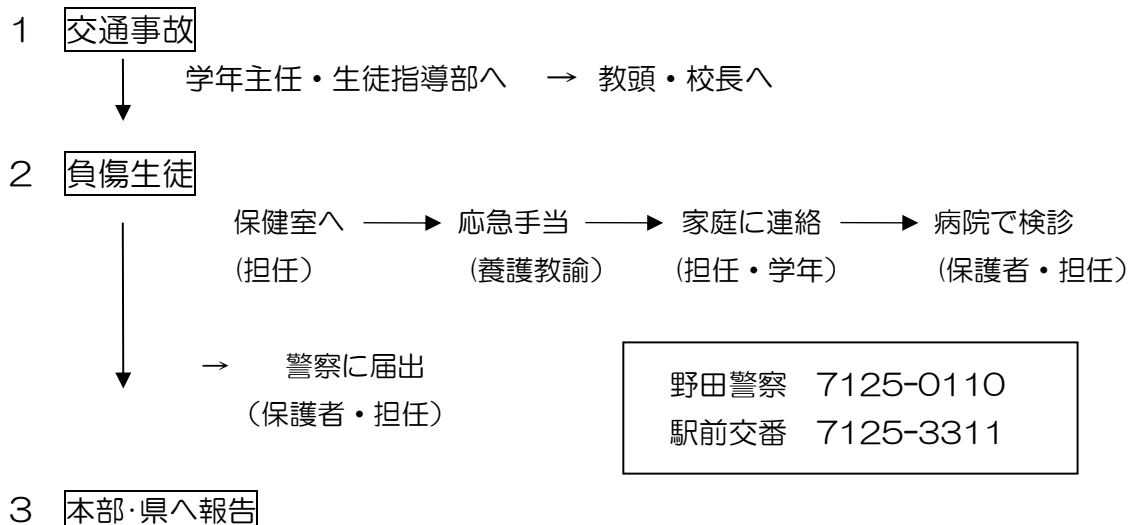 1 交通事故
学年主任・生徒指導部へ → 教頭・校長へ
2 負傷生徒
保健室へ → 応急手当 → 家庭に連絡 → 病院で検診
(担任) (養護教諭) (担任・学年) (保護者・担任)
→ 警察に届出
(保護者・担任)
野田警察 7125-0110
駅前交番 7125-3311
3 本部・県へ報告